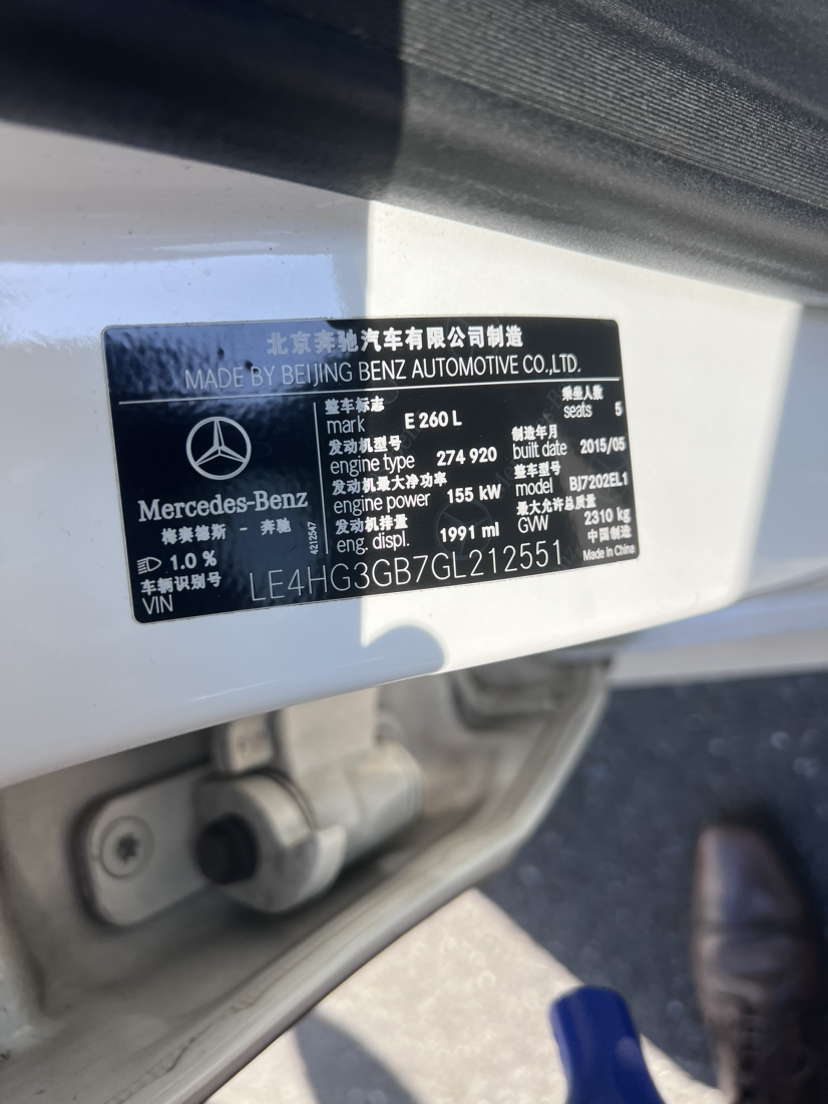 北京奔驰汽车有限公司制造
MADE BY BEIJING BENZ AUTOMOTIVE CO.,LTD.
Mercedes-Benz
梅赛德斯 - 奔驰
1.0 %
4212547
整车标志
mark E 260 L
乘坐人数
seats 5
发动机型号
engine type 274 920
制造年月
built date 2015/05
发动机最大净功率
engine power 155 kW
整车型号
model BJ7202EL1
发动机排量
eng. displ. 1991 ml
最大允许总质量
GVW 2310 kg
中国制造
Made in China
车辆识别号
VIN LE4HG3GB7GL212551